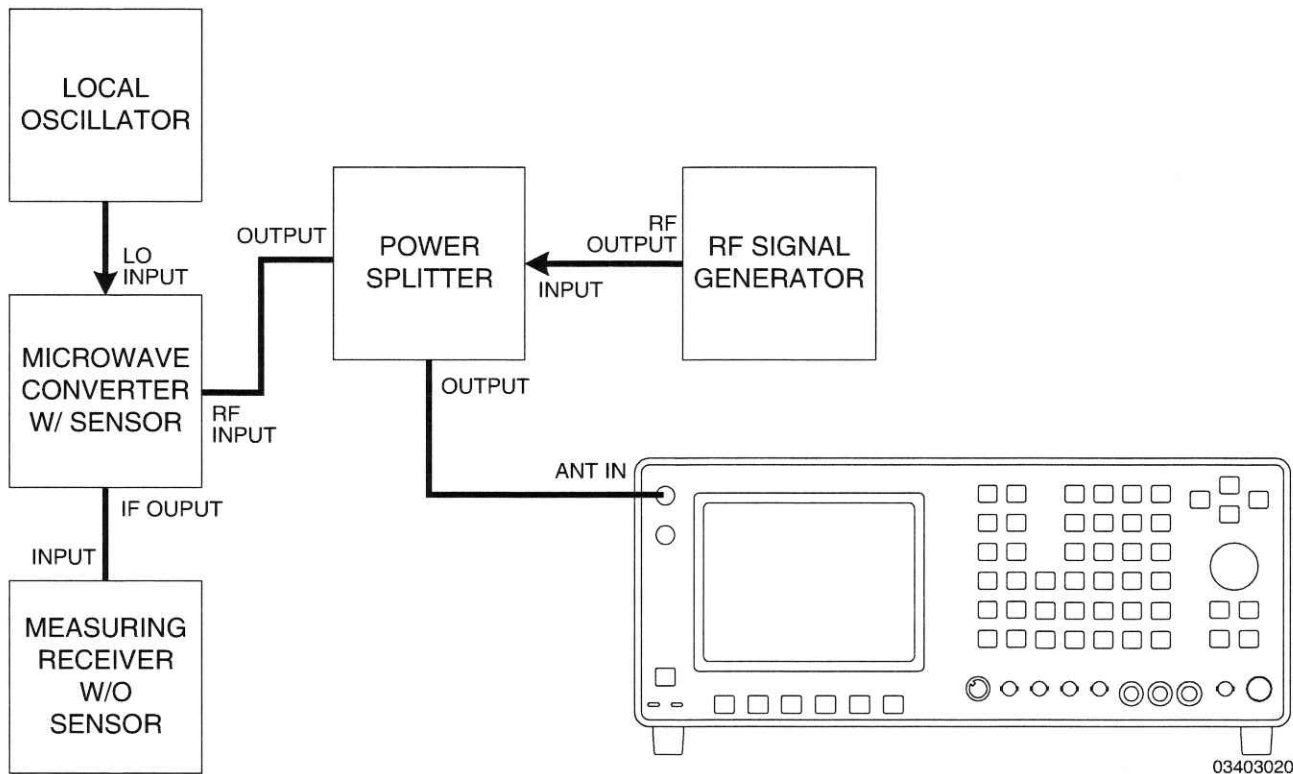 LOCAL
OSCILLATOR
LO
INPUT
OUTPUT
POWER
SPLITTER
RF
OUTPUT
INPUT
RF SIGNAL
GENERATOR
MICROWAVE
CONVERTER
W/ SENSOR
RF
INPUT
OUTPUT
ANT IN
IF OUPUT
INPUT
MEASURING
RECEIVER
W/O
SENSOR
03403020